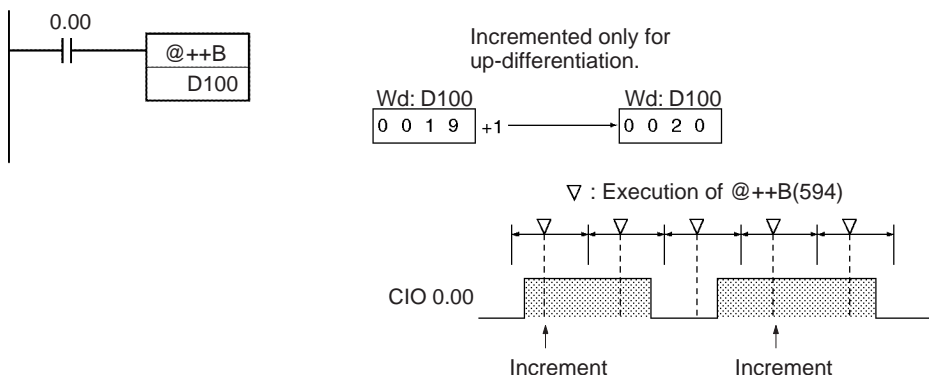 0.00
@++B
D100
Incremented only for
up-differentiation.
Wd: D100
Wd: D100
0 0 1 9
+1
0 0 2 0
▽ : Execution of @++B(594)
CIO 0.00
Increment
Increment